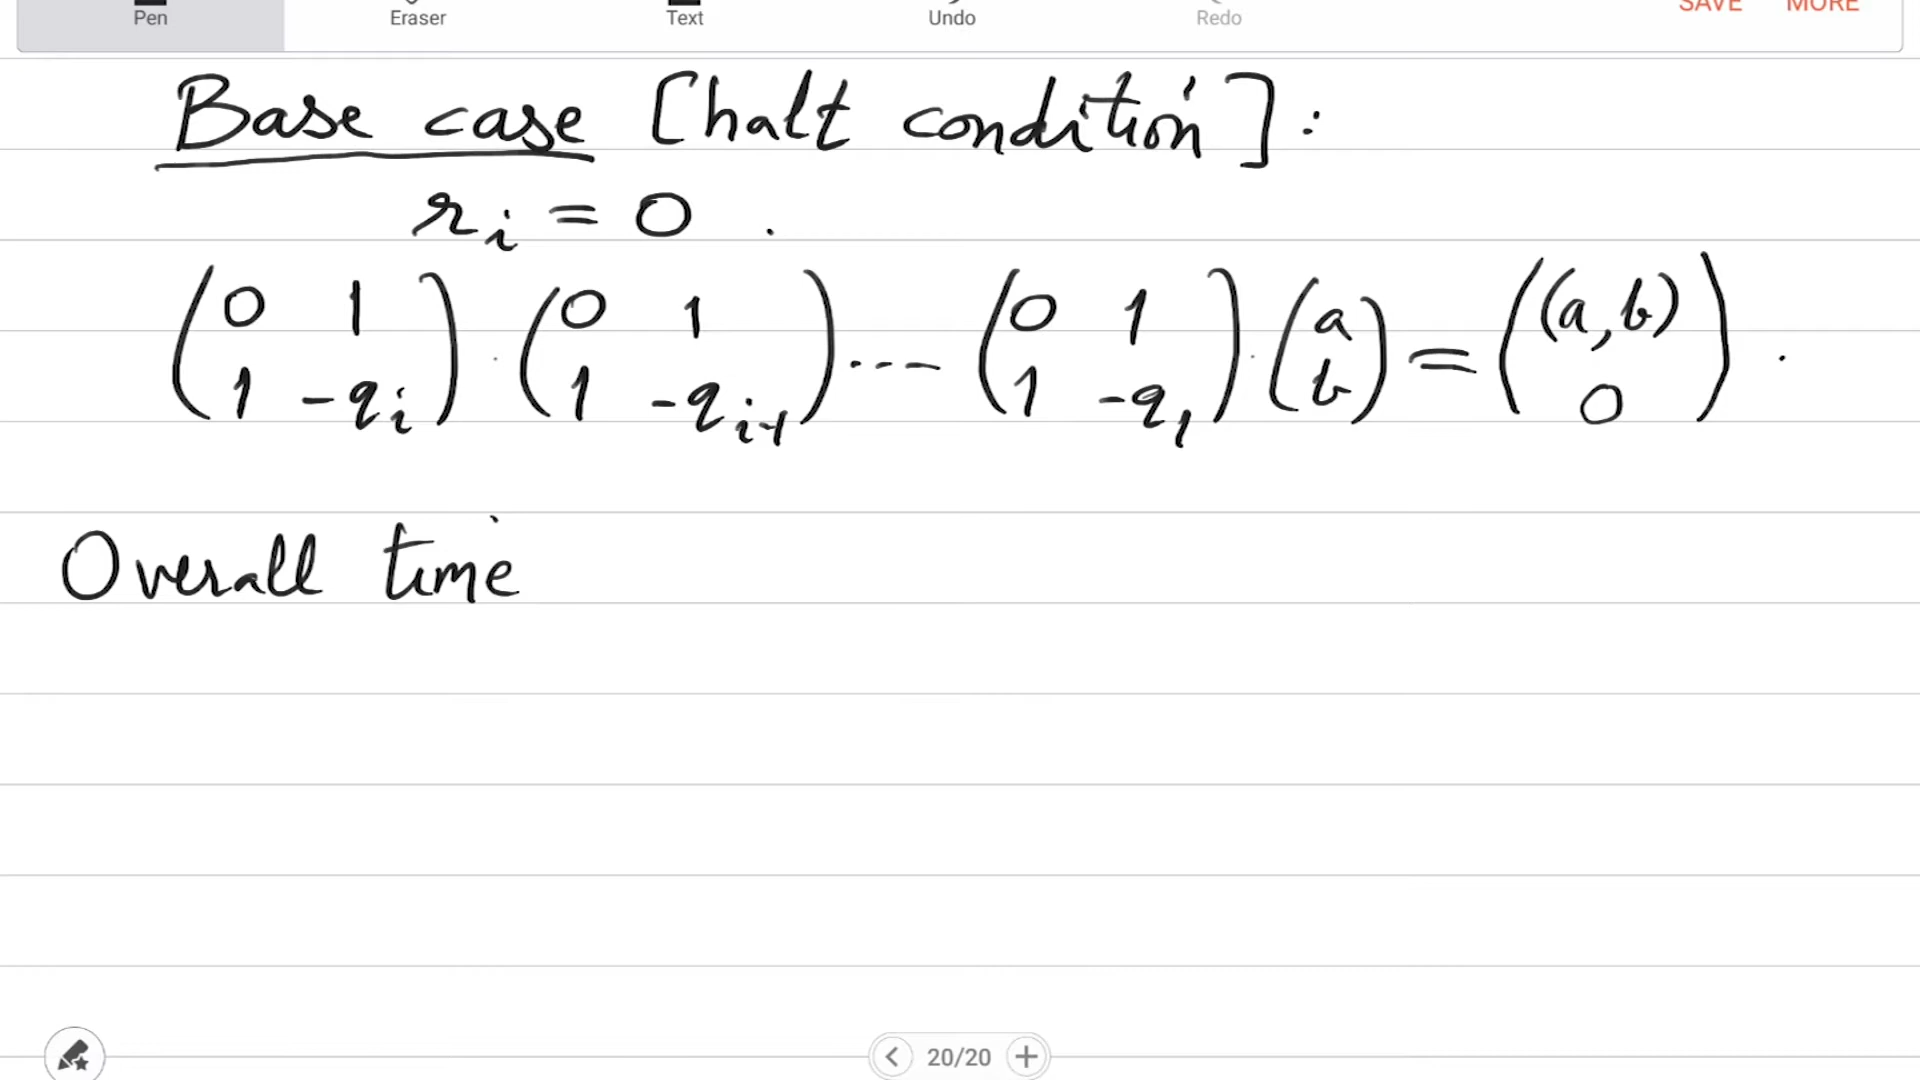 Pen Eraser Text Undo Redo SAVE MORE
Base case [halt condition]:
r_i = 0 .
(0 1; 1 -q_i) · (0 1; 1 -q_{i-1}) --- (0 1; 1 -q_1) · (a; b) = ((a,b); 0) .
Overall time
20/20